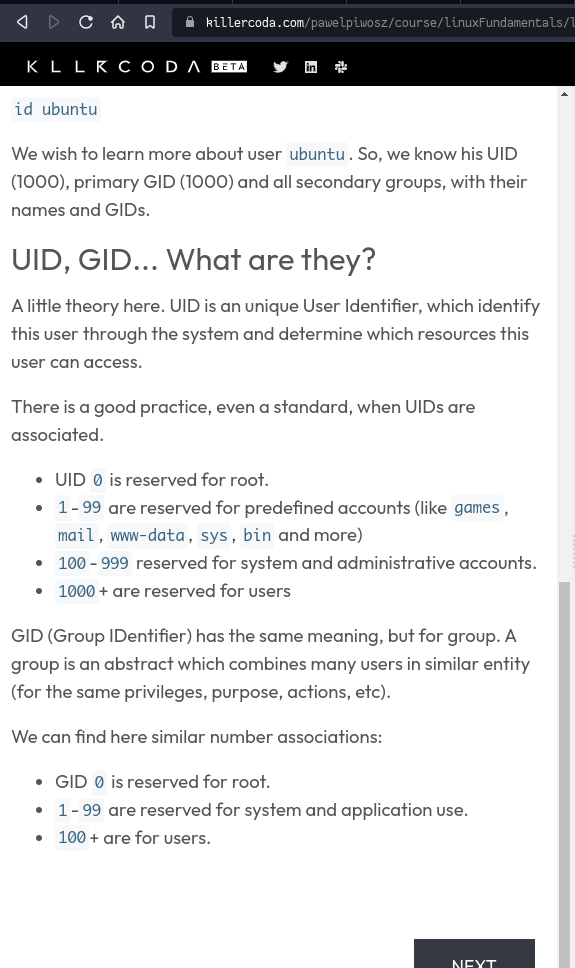 killercoda.com/pawelpiwosz/course/linuxFundamentals/l
KILLERCODA BETA
id ubuntu
We wish to learn more about user ubuntu. So, we know his UID
(1000), primary GID (1000) and all secondary groups, with their
names and GIDs.
UID, GID... What are they?
A little theory here. UID is an unique User Identifier, which identify
this user through the system and determine which resources this
user can access.
There is a good practice, even a standard, when UIDs are
associated.
UID 0 is reserved for root.
1-99 are reserved for predefined accounts (like games,
mail, www-data, sys, bin and more)
100-999 reserved for system and administrative accounts.
1000+ are reserved for users
GID (Group IDentifier) has the same meaning, but for group. A
group is an abstract which combines many users in similar entity
(for the same privileges, purpose, actions, etc).
We can find here similar number associations:
GID 0 is reserved for root.
1-99 are reserved for system and application use.
100+ are for users.
NEXT